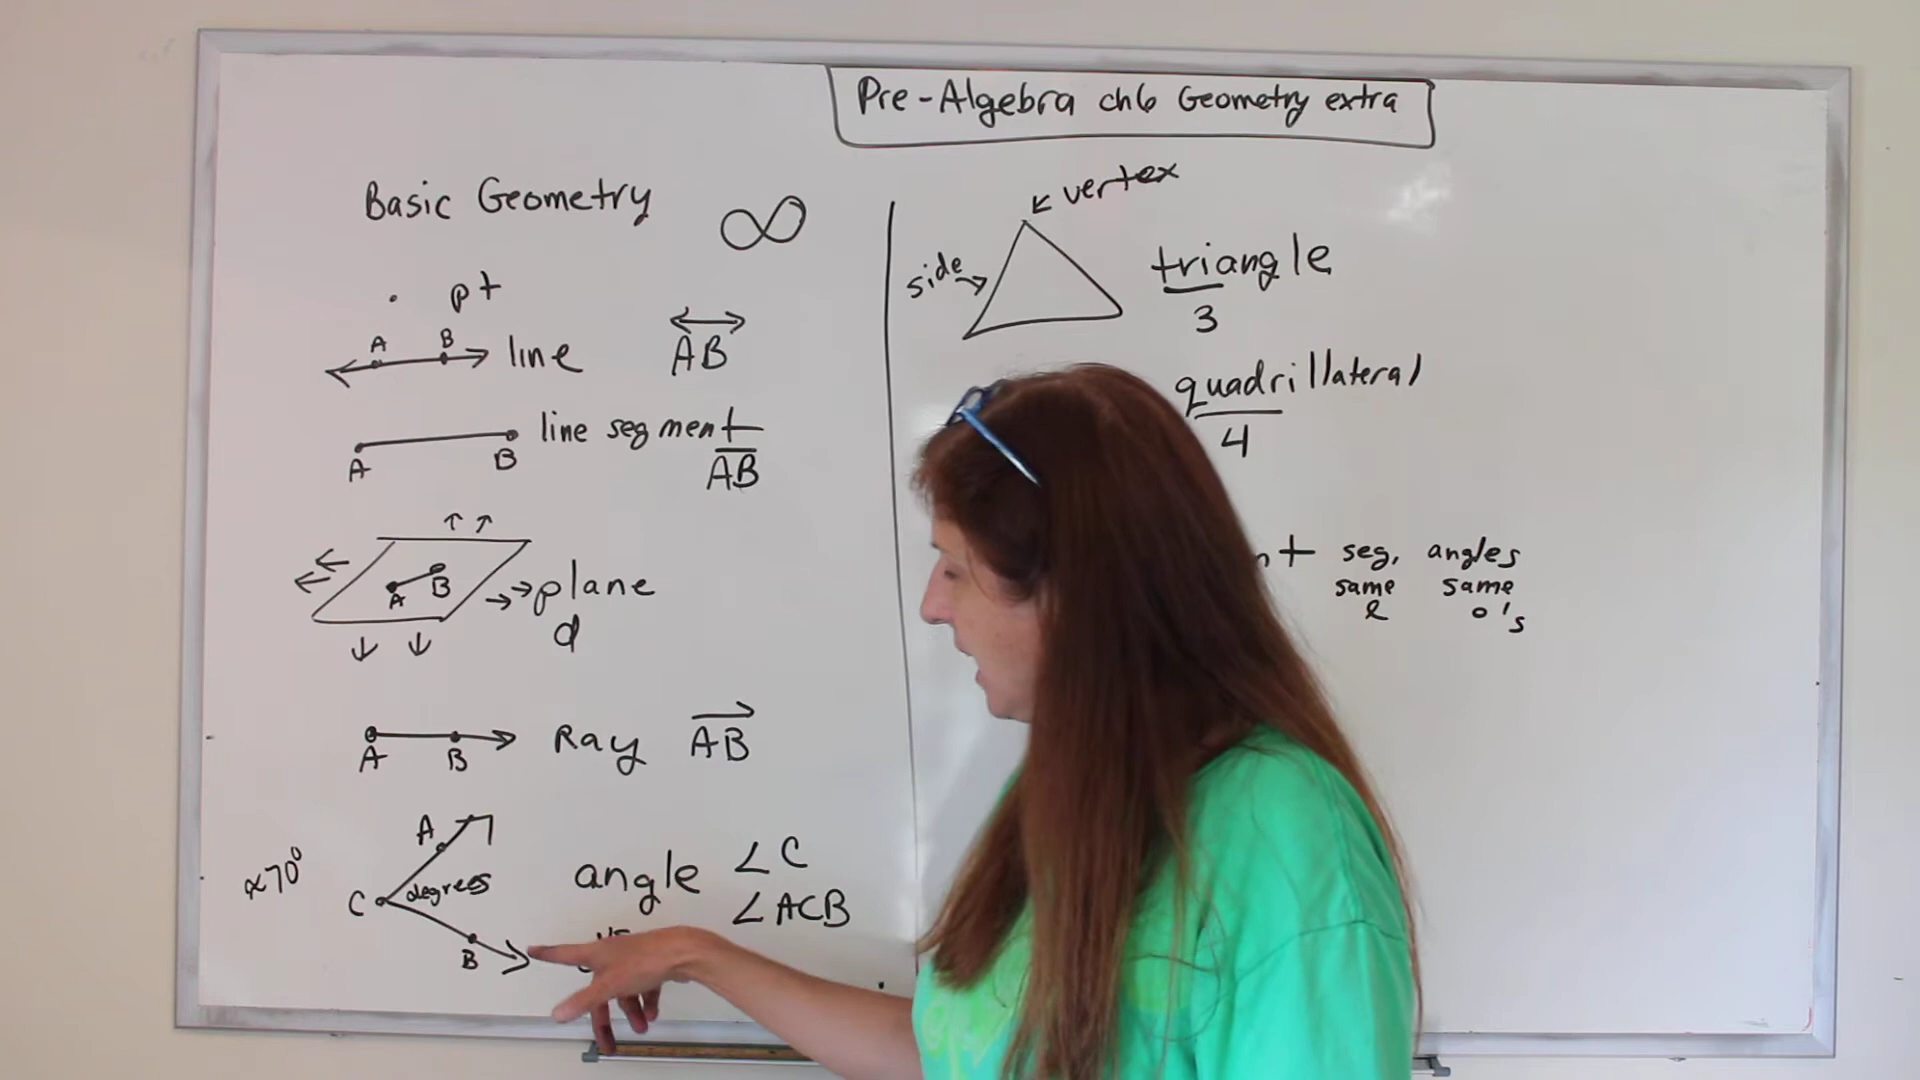 Pre-Algebra ch6 Geometry extra
Basic Geometry
∞
pt
A B
line AB
line segment
A B
AB
A B
plane
d
A B
Ray AB
A
∝70°
C degrees
B
angle ∠C
∠ACB
vertex
side
triangle
3
quadrillateral
4
seg, angles
same same
l o's